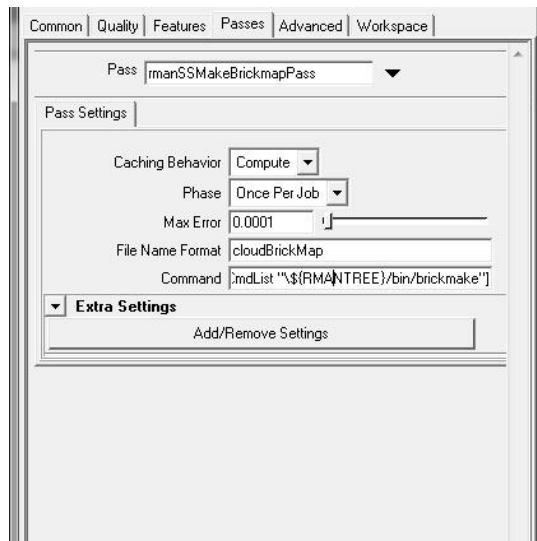 Common Quality Features Passes Advanced Workspace
Pass rmanSSMakeBrickmapPass
Pass Settings
Caching Behavior Compute
Phase Once Per Job
Max Error 0.0001
File Name Format cloudBrickMap
Command mdList "\${RMANTREE}/bin/brickmake"]
Extra Settings
Add/Remove Settings